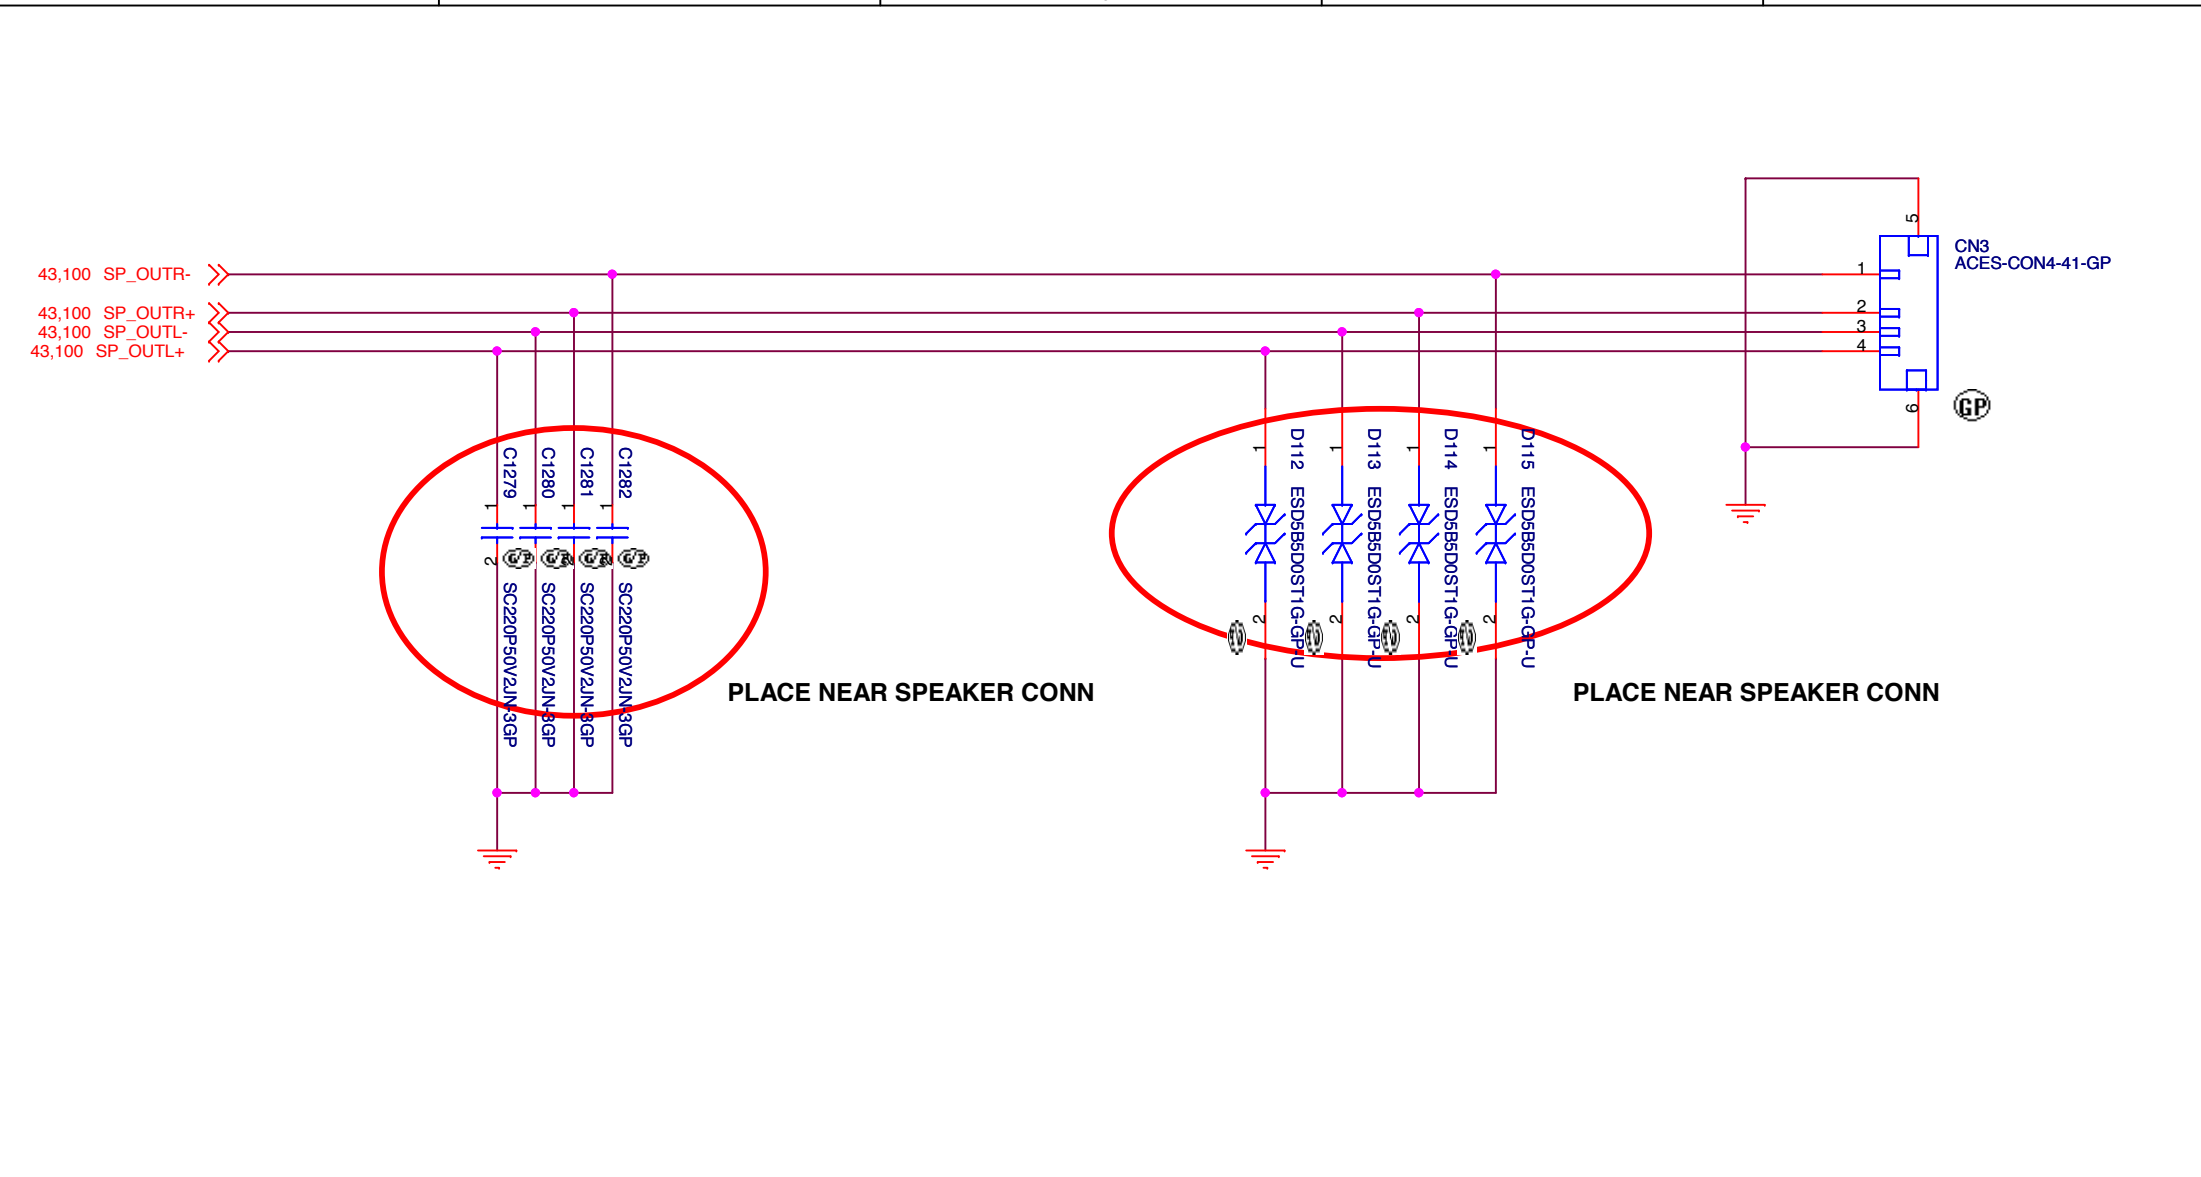 43,100 SP_OUTR-
43,100 SP_OUTR+
43,100 SP_OUTL-
43,100 SP_OUTL+
5
CN3
ACES-CON4-41-GP
1
2
3
4
6
GP
C1279
C1280
C1281
C1282
1
1
1
1
2
2
2
2
G/P
G/P
G/P
G/P
SC220P50V2JN-3GP
SC220P50V2JN-3GP
SC220P50V2JN-3GP
SC220P50V2JN-3GP
PLACE NEAR SPEAKER CONN
D112 ESD5B5D0ST1G-GP-U
D113 ESD5B5D0ST1G-GP-U
D114 ESD5B5D0ST1G-GP-U
D115 ESD5B5D0ST1G-GP-U
1
1
1
1
2
2
2
2
PLACE NEAR SPEAKER CONN